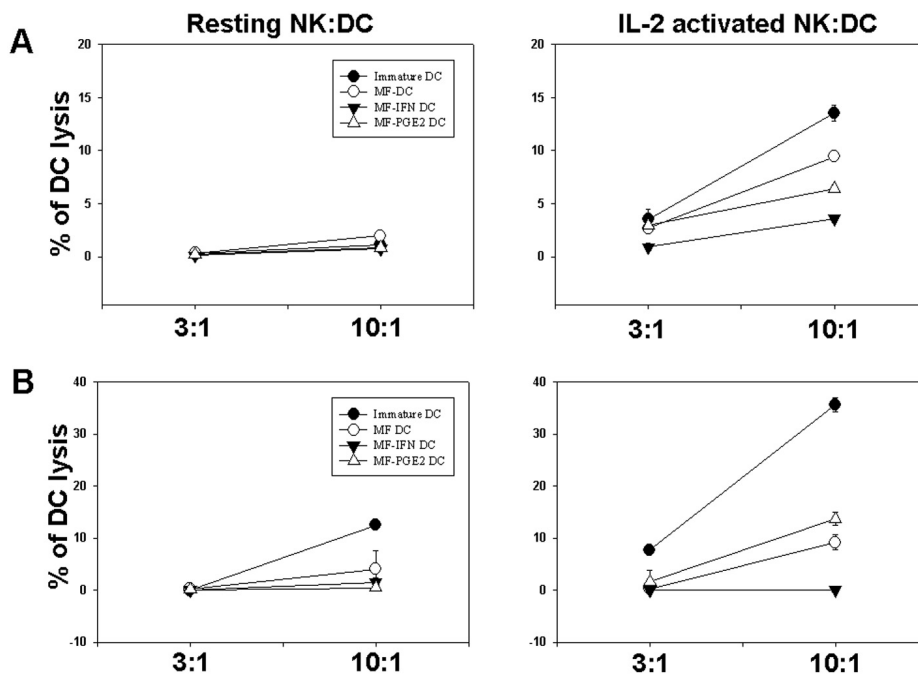 Resting NK:DC
IL-2 activated NK:DC
A
% of DC lysis
20
15
10
5
0
Immature DC
MF-DC
MF-IFN DC
MF-PGE2 DC
3:1
10:1
20
15
10
5
0
3:1
10:1
B
% of DC lysis
40
30
20
10
0
-10
Immature DC
MF DC
MF-IFN DC
MF-PGE2 DC
3:1
10:1
40
30
20
10
0
-10
3:1
10:1